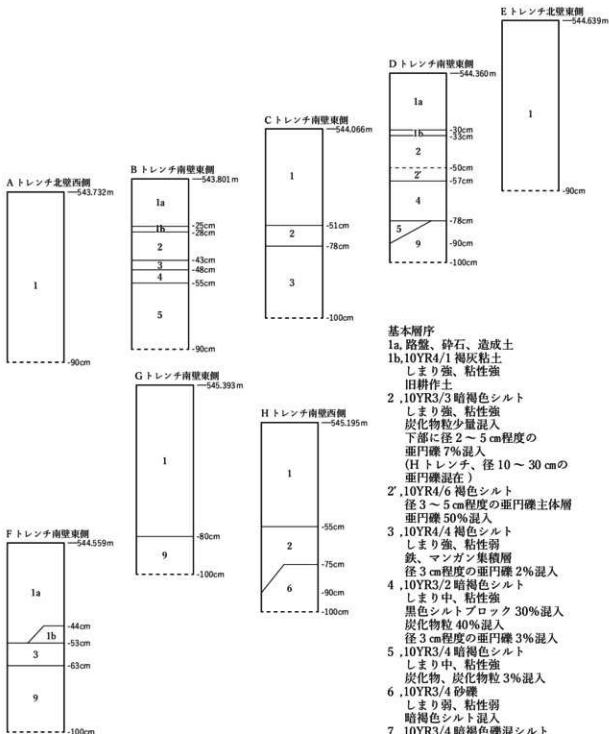 E トレンチ北壁東側
544.639m
1
-90cm
D トレンチ南壁東側
544.360m
1a
-30cm
1b
-33cm
2
-50cm
2'
-57cm
4
-78cm
5
9
-90cm
-100cm
C トレンチ南壁東側
544.066m
1
-51cm
2
-78cm
3
-100cm
B トレンチ南壁東側
543.801m
1a
-25cm
1b
-28cm
2
-43cm
3
-48cm
4
-55cm
5
-90cm
A トレンチ北壁西側
543.732m
1
-90cm
G トレンチ南壁東側
545.393m
1
-80cm
9
-100cm
H トレンチ南壁西側
545.195m
1
-55cm
2
-75cm
6
-90cm
-100cm
F トレンチ南壁東側
544.559m
1a
-44cm
1b
-53cm
3
-63cm
9
-100cm
基本層序
1a, 路盤、砕石、造成土
1b,10YR4/1 褐灰粘土
しまり強、粘性強
旧耕作土
2 ,10YR3/3 暗褐色シルト
しまり強、粘性強
炭化物粒少量混入
下部に径 2 ～ 5 ㎝程度の
亜円礫 7%混入
(H トレンチ、径 10 ～ 30 ㎝の
亜円礫混在 )
2',10YR4/6 褐色シルト
径 3 ～ 5㎝程度の亜円礫主体層
亜円礫 50%混入
3 ,10YR4/4 褐色シルト
しまり強、粘性弱
鉄、マンガン集積層
径 3 ㎝程度の亜円礫 2%混入
4 ,10YR3/2 暗褐色シルト
しまり中、粘性強
黒色シルトブロック 30%混入
炭化物粒 40%混入
径 3 ㎝程度の亜円礫 3%混入
5 ,10YR3/4 暗褐色シルト
しまり中、粘性強
炭化物、炭化物粒 3%混入
6 ,10YR3/4 砂礫
しまり弱、粘性弱
暗褐色シルト混入
7 ,10YR3/4 暗褐色礫混シルト